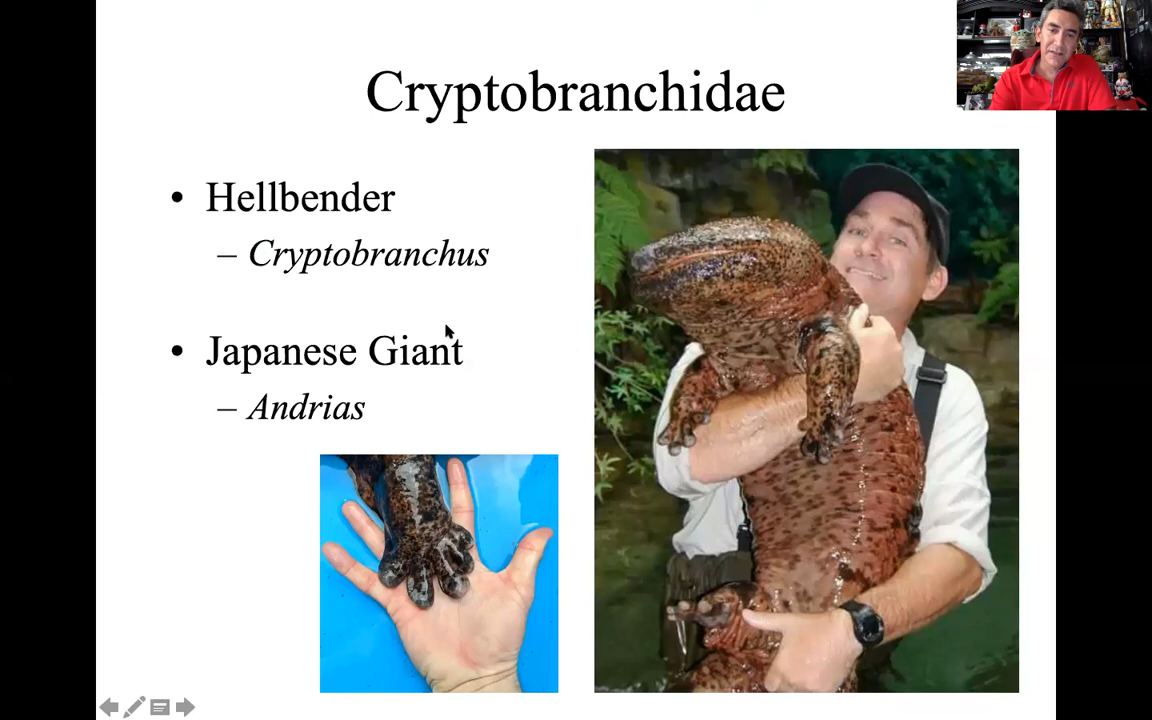 Cryptobranchidae
• Hellbender
– Cryptobranchus
• Japanese Giant
– Andrias